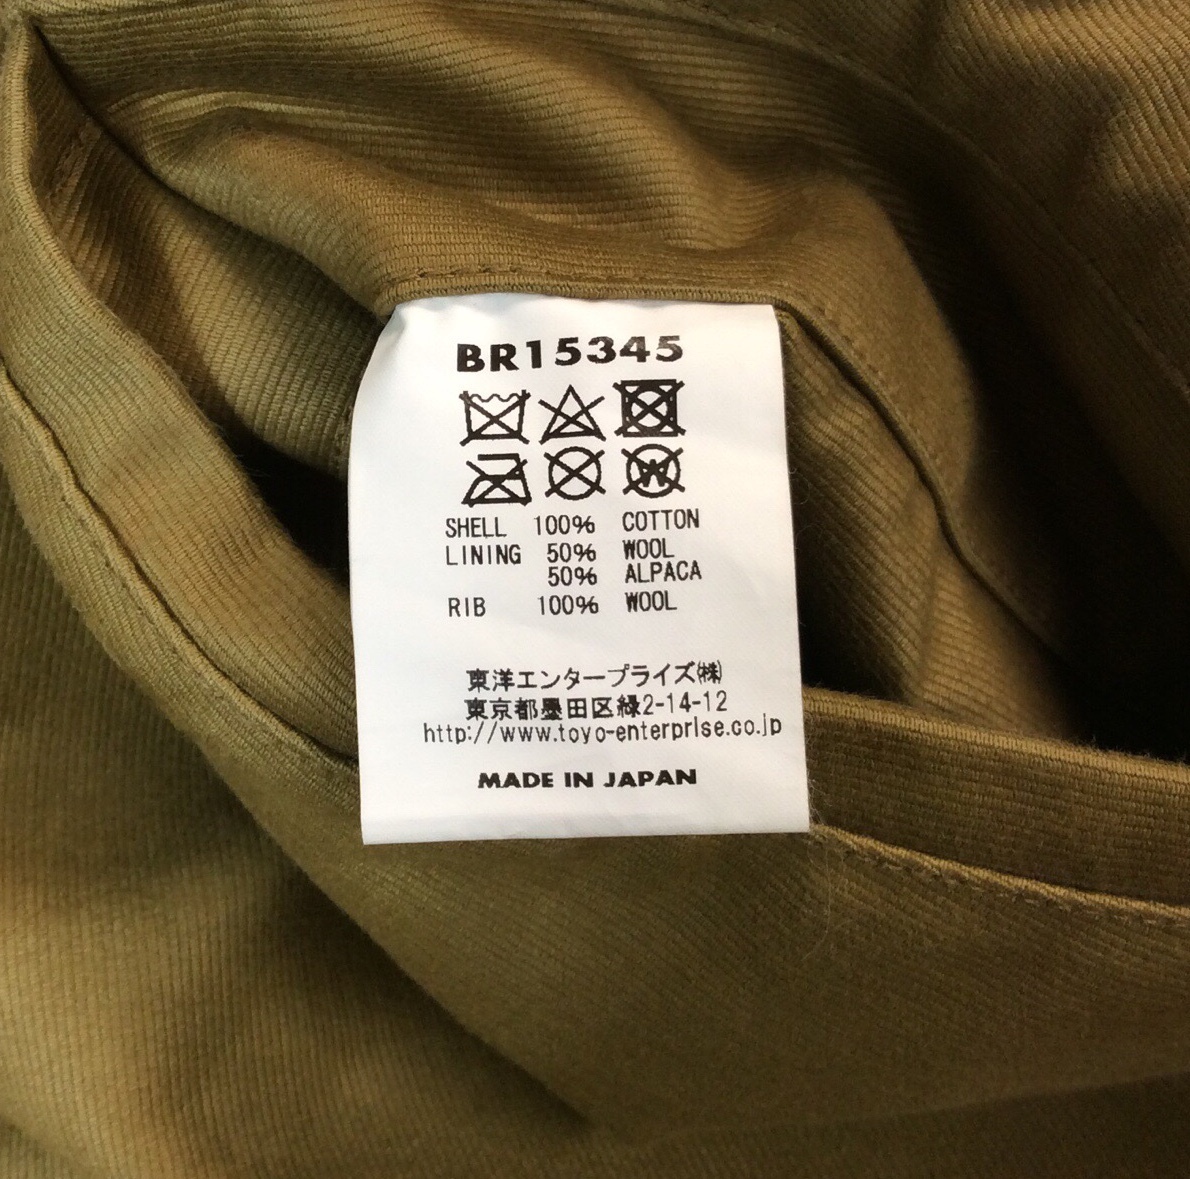 BR15345
SHELL 100% COTTON
LINING 50% WOOL
50% ALPACA
RIB 100% WOOL
東洋エンタープライズ㈱
東京都墨田区緑2-14-12
http://www.toyo-enterprise.co.jp
MADE IN JAPAN